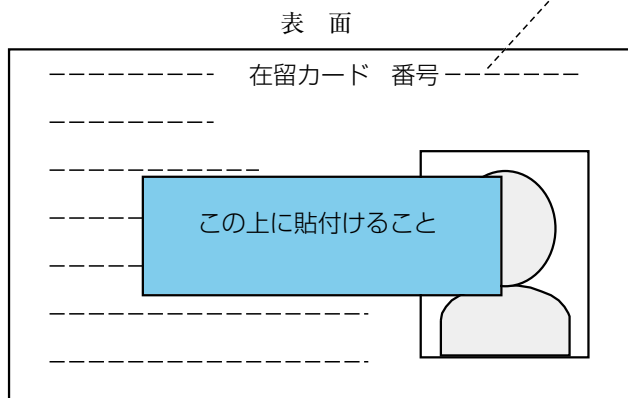 表 面
在留カード 番号
この上に貼付けること